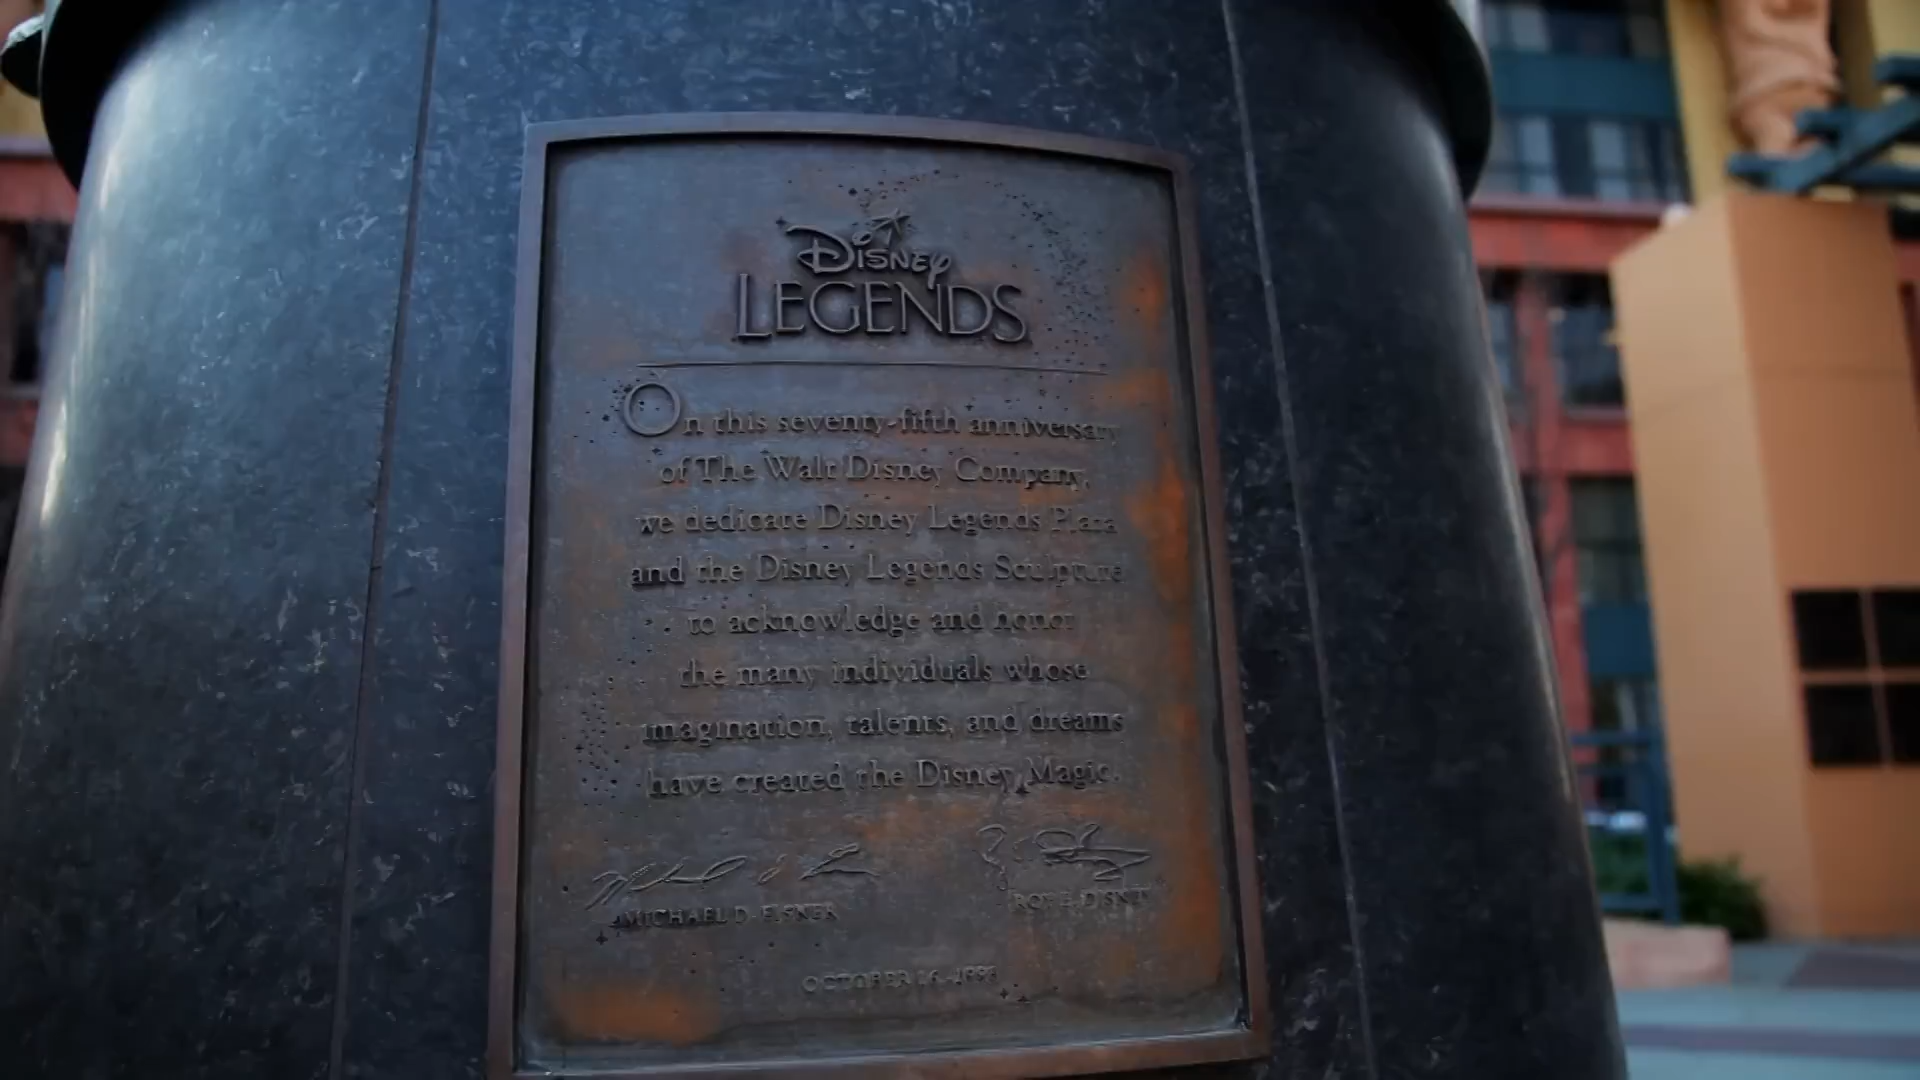 Disney
LEGENDS
On this seventy-fifth anniversary
of The Walt Disney Company,
we dedicate Disney Legends Plaza
and the Disney Legends Sculpture
to acknowledge and honor
the many individuals whose
imagination, talents, and dreams
have created the Disney Magic.
MICHAEL D. EISNER
ROY E. DISNEY
OCTOBER 16, 1998